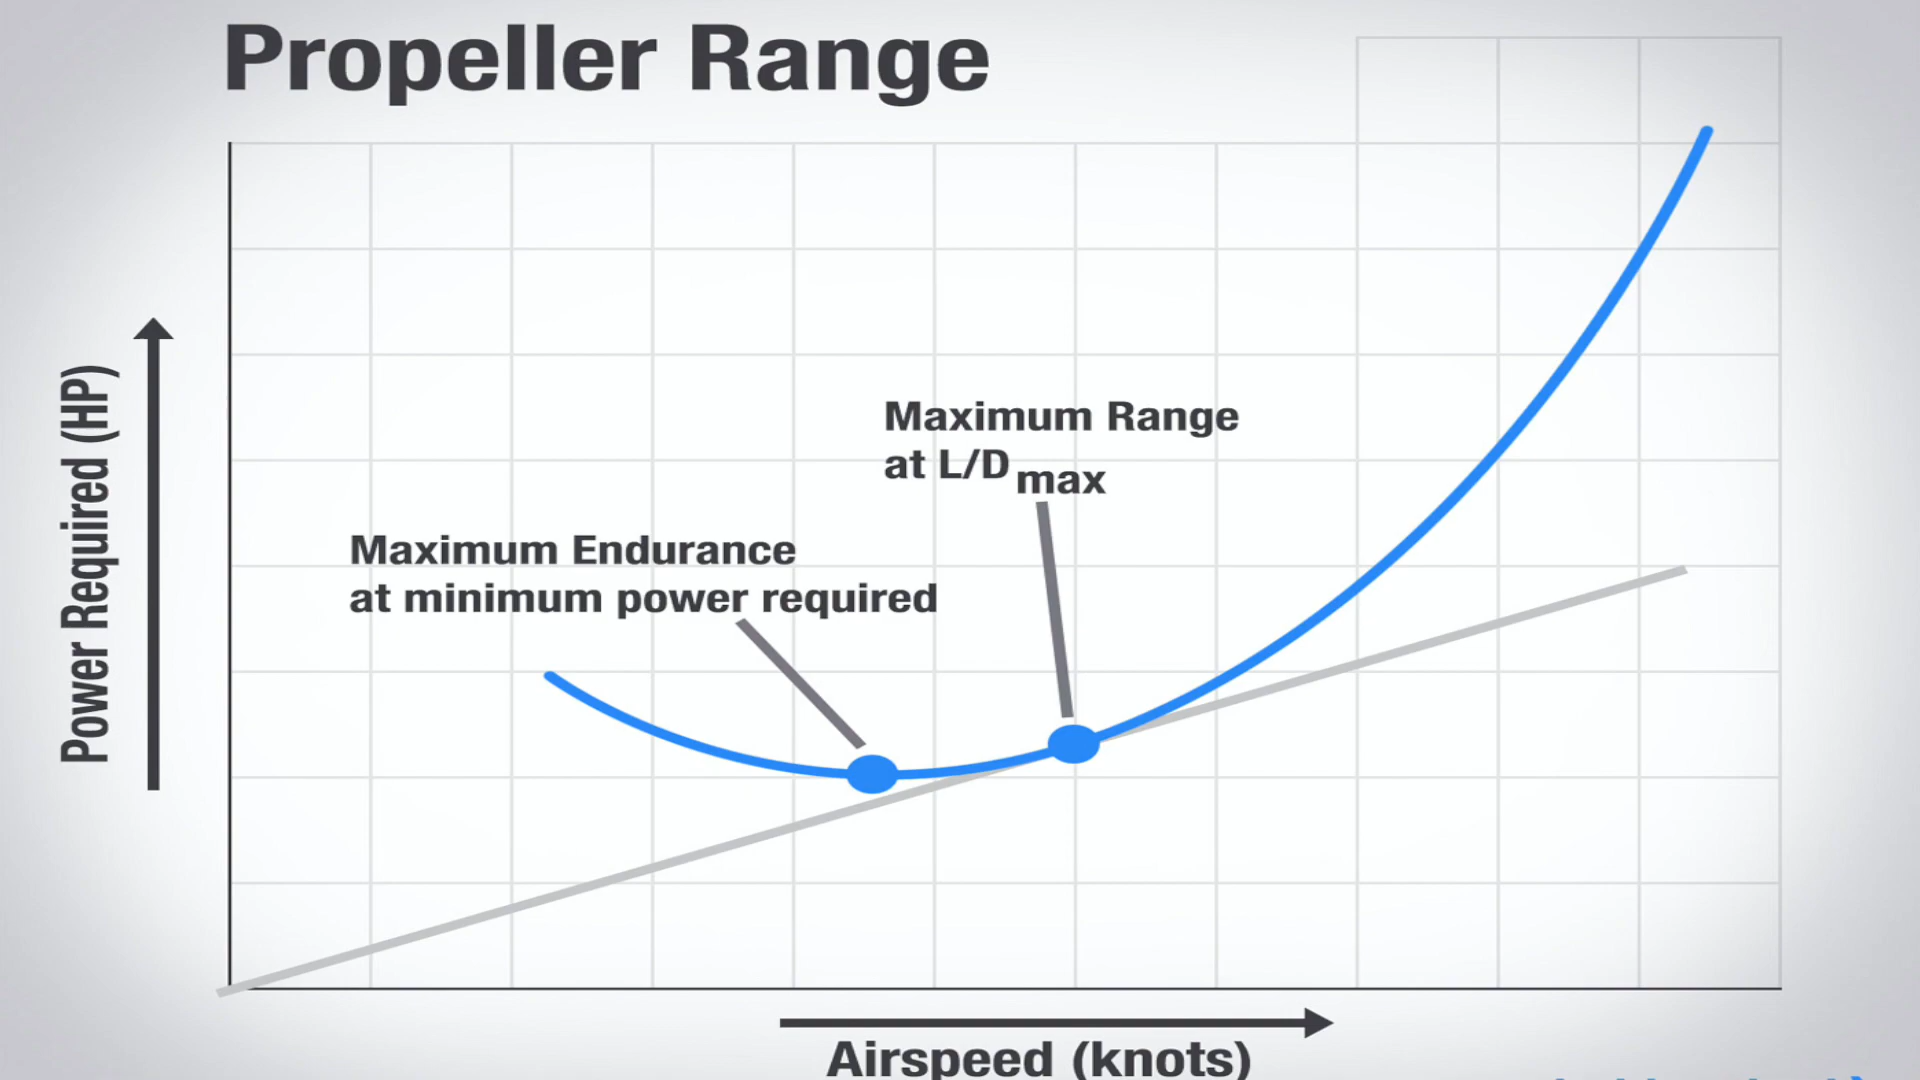 Propeller Range
Maximum Range
at L/D max
Maximum Endurance
at minimum power required
Power Required (HP)
Airspeed (knots)